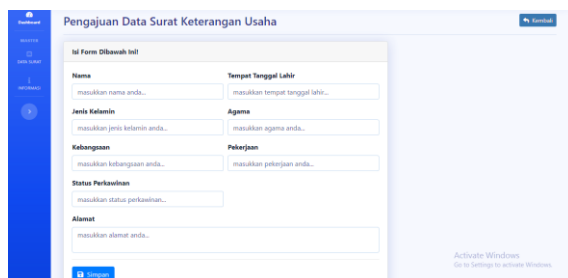 Dashboard
Pengajuan Data Surat Keterangan Usaha
Kembali
MASTER
DATA SURAT
INFORMASI
Isi Form Dibawah Ini!
Nama
Tempat Tanggal Lahir
masukkan nama anda...
masukkan tempat tanggal lahir...
Jenis Kelamin
Agama
masukkan jenis kelamin anda...
masukkan agama anda...
Kebangsaan
Pekerjaan
masukkan kebangsaan anda...
masukkan pekerjaan anda...
Status Perkawinan
masukkan status perkawinan...
Alamat
masukkan alamat anda...
Simpan
Activate Windows
Go to Settings to activate Windows.